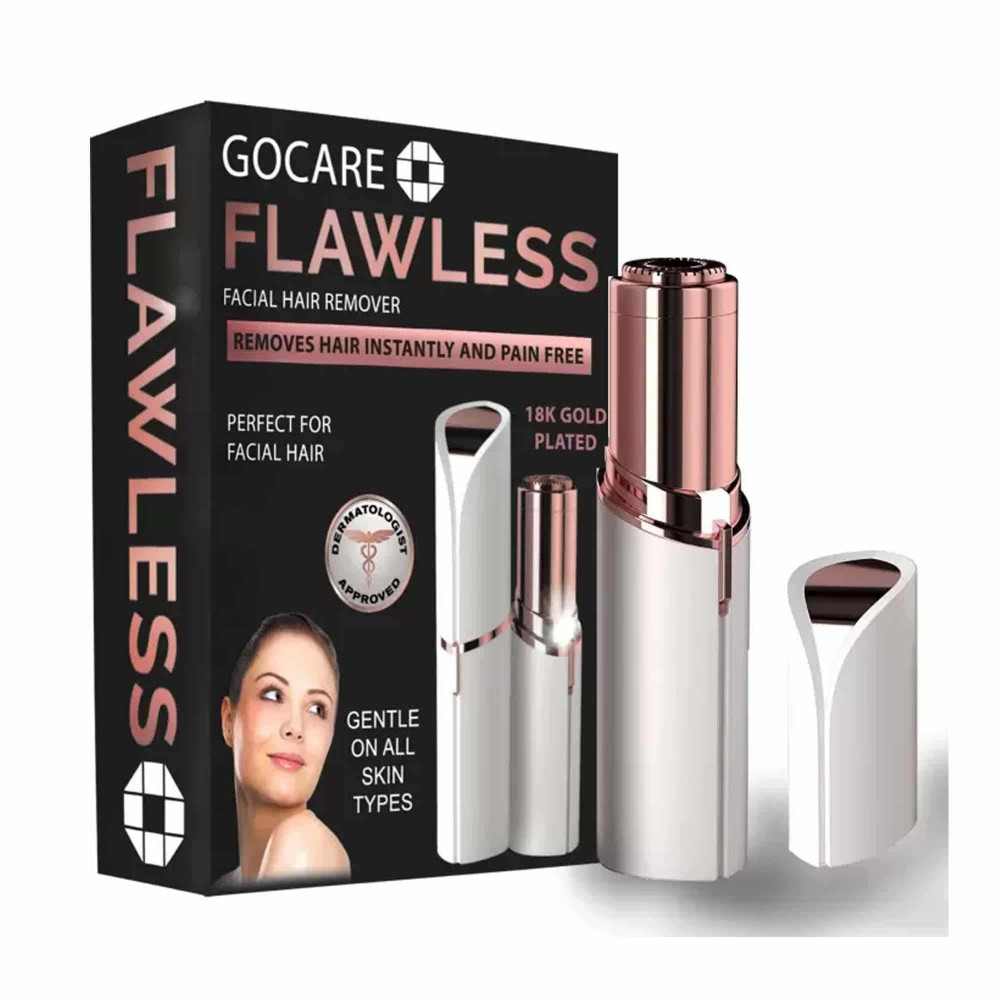 FLAWLESS
GOCARE
FLAWLESS
FACIAL HAIR REMOVER
REMOVES HAIR INSTANTLY AND PAIN FREE
PERFECT FOR
FACIAL HAIR
18K GOLD
PLATED
DERMATOLOGIST
APPROVED
GENTLE
ON ALL
SKIN
TYPES